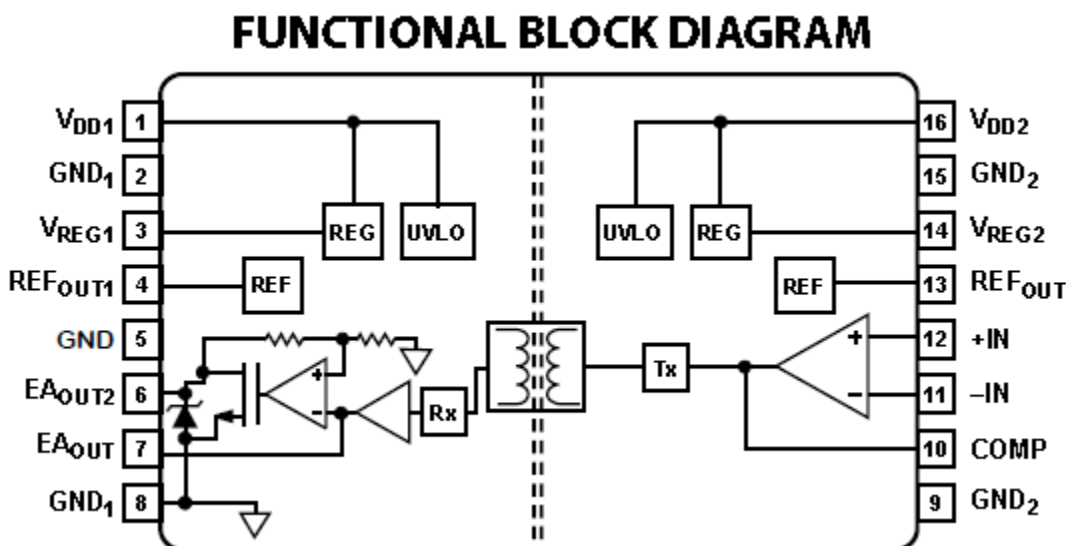 FUNCTIONAL BLOCK DIAGRAM
VDD1 1
GND1 2
VREG1 3
REFOUT1 4
GND 5
EAOUT2 6
EAOUT 7
GND1 8
REG
UVLO
REF
+
−
Rx
UVLO
REG
REF
Tx
+
−
16 VDD2
15 GND2
14 VREG2
13 REFOUT
12 +IN
11 –IN
10 COMP
9 GND2